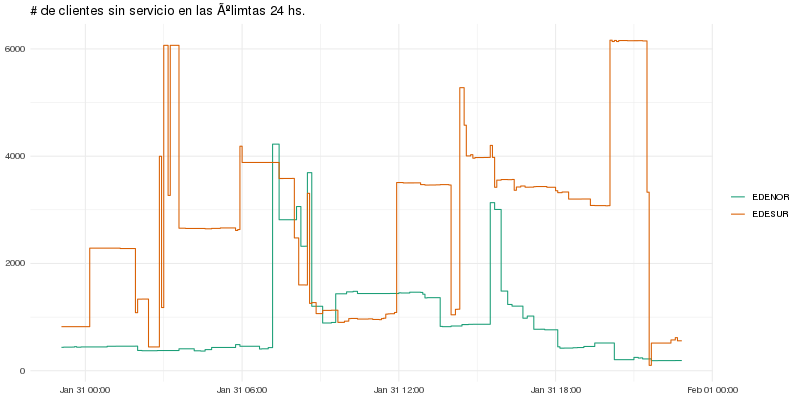 # de clientes sin servicio en las Ãºlimtas 24 hs.
6000
4000
2000
0
Jan 31 00:00
Jan 31 06:00
Jan 31 12:00
Jan 31 18:00
Feb 01 00:00
EDENOR
EDESUR